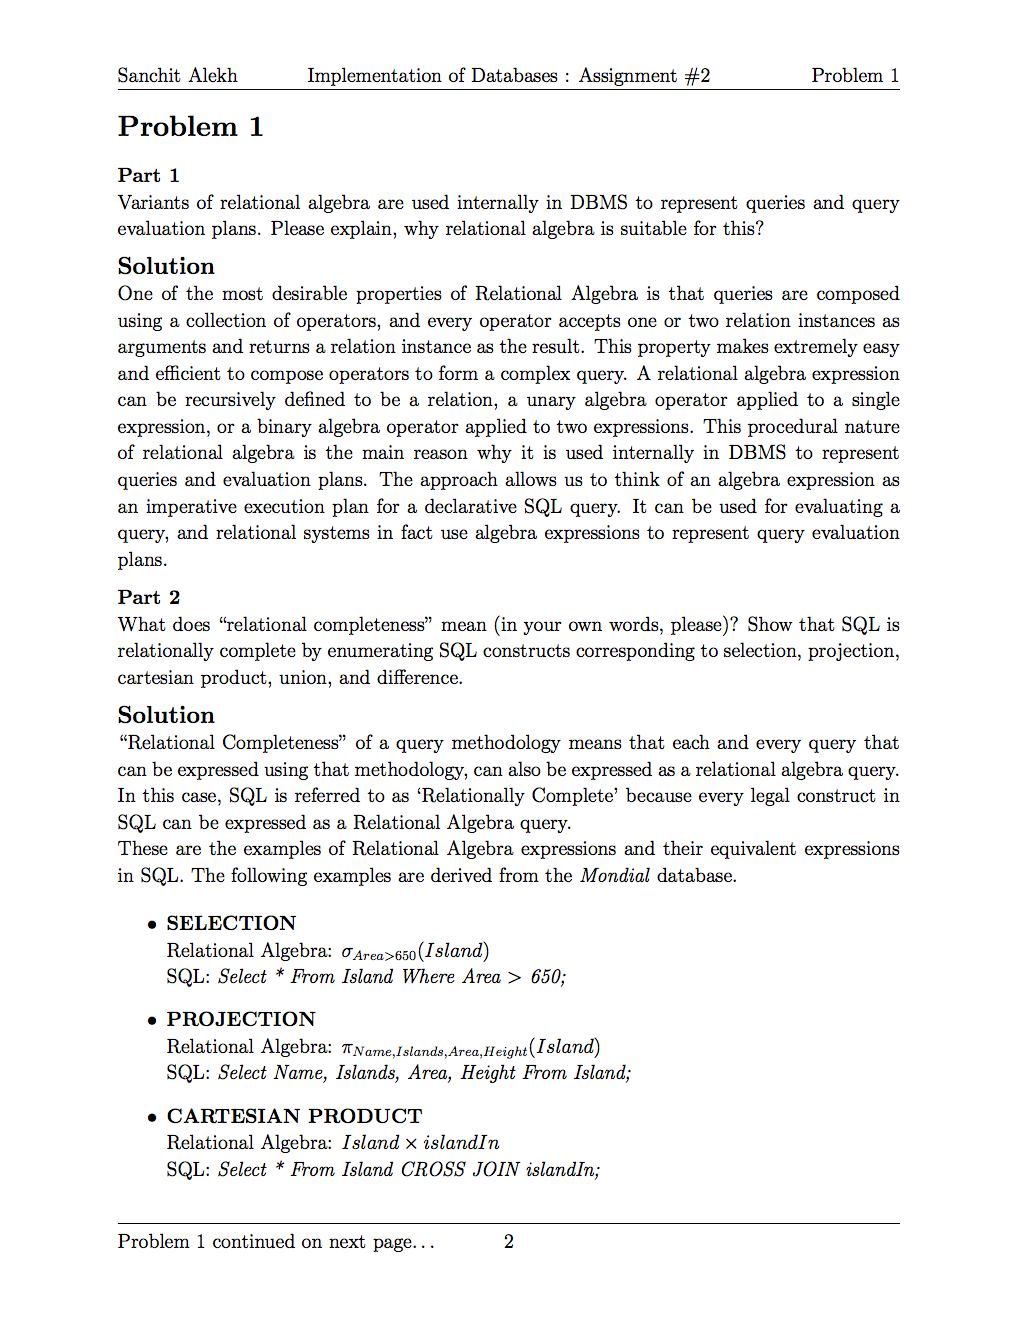 Sanchit Alekh Implementation of Databases : Assignment #2 Problem 1
Problem 1
Part 1
Variants of relational algebra are used internally in DBMS to represent queries and query
evaluation plans. Please explain, why relational algebra is suitable for this?
Solution
One of the most desirable properties of Relational Algebra is that queries are composed
using a collection of operators, and every operator accepts one or two relation instances as
arguments and returns a relation instance as the result. This property makes extremely easy
and efficient to compose operators to form a complex query. A relational algebra expression
can be recursively defined to be a relation, a unary algebra operator applied to a single
expression, or a binary algebra operator applied to two expressions. This procedural nature
of relational algebra is the main reason why it is used internally in DBMS to represent
queries and evaluation plans. The approach allows us to think of an algebra expression as
an imperative execution plan for a declarative SQL query. It can be used for evaluating a
query, and relational systems in fact use algebra expressions to represent query evaluation
plans.
Part 2
What does “relational completeness” mean (in your own words, please)? Show that SQL is
relationally complete by enumerating SQL constructs corresponding to selection, projection,
cartesian product, union, and difference.
Solution
“Relational Completeness” of a query methodology means that each and every query that
can be expressed using that methodology, can also be expressed as a relational algebra query.
In this case, SQL is referred to as ‘Relationally Complete’ because every legal construct in
SQL can be expressed as a Relational Algebra query.
These are the examples of Relational Algebra expressions and their equivalent expressions
in SQL. The following examples are derived from the Mondial database.
• SELECTION
Relational Algebra: σ_{Area>650}(Island)
SQL: Select * From Island Where Area > 650;
• PROJECTION
Relational Algebra: π_{Name,Islands,Area,Height}(Island)
SQL: Select Name, Islands, Area, Height From Island;
• CARTESIAN PRODUCT
Relational Algebra: Island × islandIn
SQL: Select * From Island CROSS JOIN islandIn;
Problem 1 continued on next page. . . 2